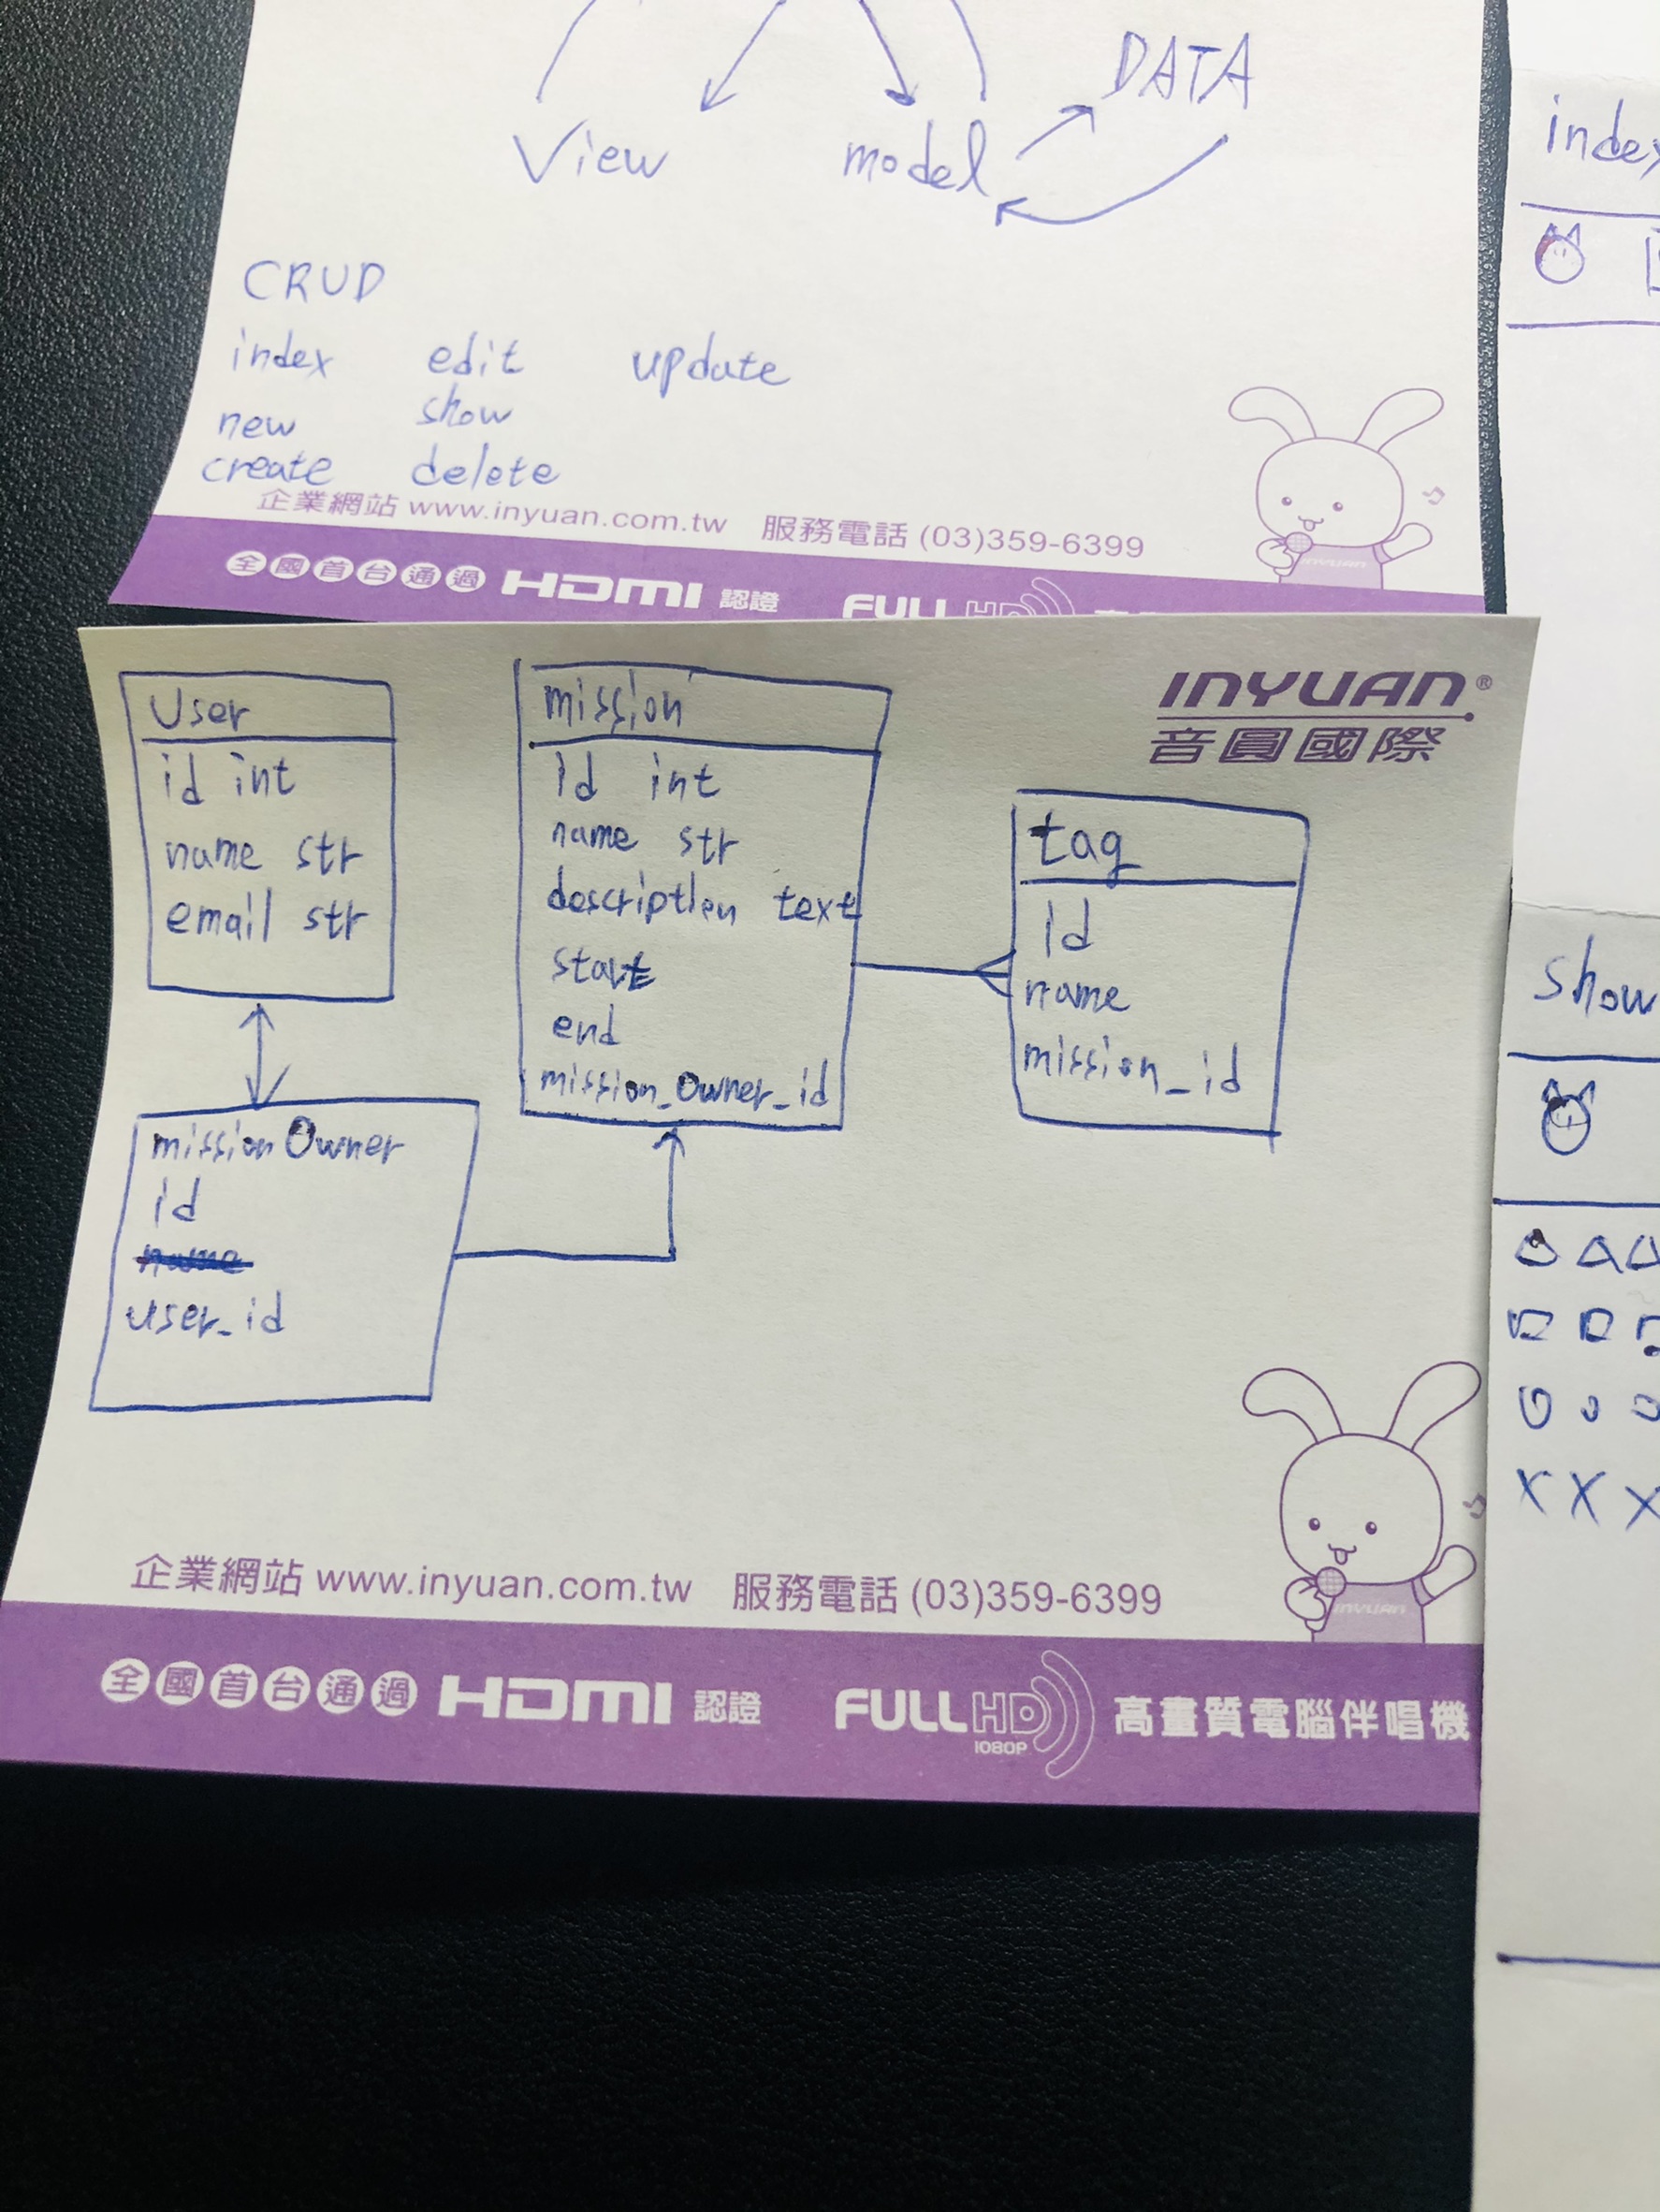 DATA
View model
CRUD
index edit update
new show
create delete
企業網站 www.inyuan.com.tw 服務電話 (03)359-6399
INYUAN
全國首台通過 HDMI 認證 FULL HD
INYUAN®
音圓國際
User
id int
name str
email str
mission
id int
name str
description text
start
end
mission_Owner_id
tag
id
name
mission_id
missionOwner
id
name
user_id
企業網站 www.inyuan.com.tw 服務電話 (03)359-6399
INYUAN
全國首台通過 HDMI 認證 FULL HD 1080P 高畫質電腦伴唱機
index
show
X X X